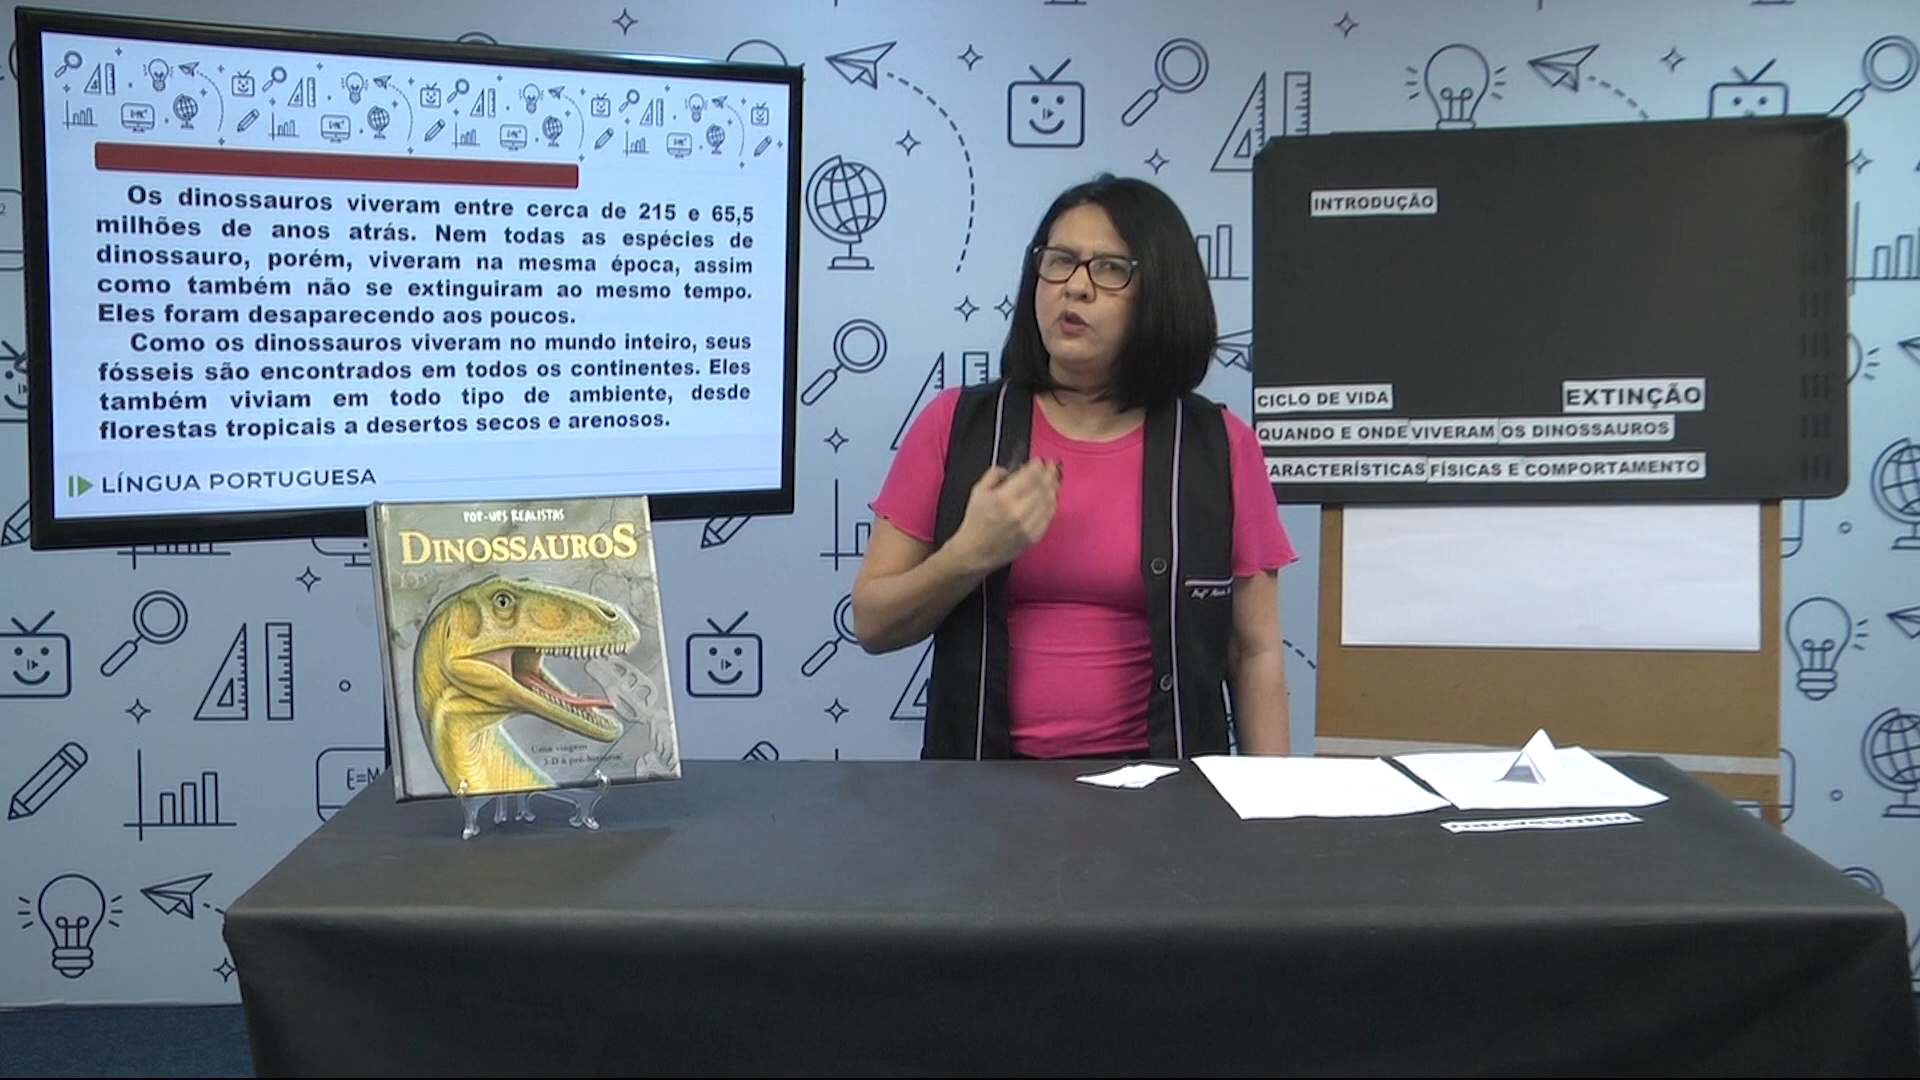 Os dinossauros viveram entre cerca de 215 e 65,5
milhões de anos atrás. Nem todas as espécies de
dinossauro, porém, viveram na mesma época, assim
como também não se extinguiram ao mesmo tempo.
Eles foram desaparecendo aos poucos.
Como os dinossauros viveram no mundo inteiro, seus
fósseis são encontrados em todos os continentes. Eles
também viviam em todo tipo de ambiente, desde
florestas tropicais a desertos secos e arenosos.
LÍNGUA PORTUGUESA
POP-UPS REALISTAS
DINOSSAUROS
Uma viagem
3-D à pré-história!
INTRODUÇÃO
CICLO DE VIDA
EXTINÇÃO
QUANDO E ONDE VIVERAM OS DINOSSAUROS
CARACTERÍSTICAS FÍSICAS E COMPORTAMENTO
Profª